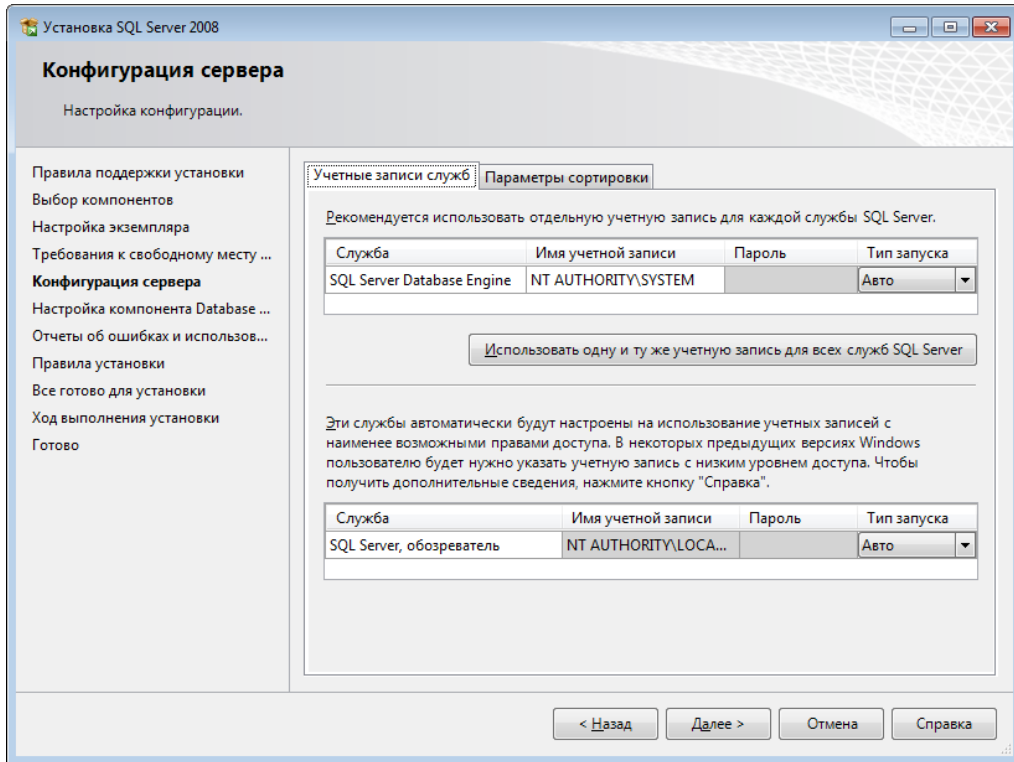 Установка SQL Server 2008
Конфигурация сервера
Настройка конфигурации.
Правила поддержки установки
Выбор компонентов
Настройка экземпляра
Требования к свободному месту ...
Конфигурация сервера
Настройка компонента Database ...
Отчеты об ошибках и использов...
Правила установки
Все готово для установки
Ход выполнения установки
Готово
Учетные записи служб Параметры сортировки
Рекомендуется использовать отдельную учетную запись для каждой службы SQL Server.
Служба Имя учетной записи Пароль Тип запуска
SQL Server Database Engine NT AUTHORITY\SYSTEM Авто
Использовать одну и ту же учетную запись для всех служб SQL Server
Эти службы автоматически будут настроены на использование учетных записей с
наименее возможными правами доступа. В некоторых предыдущих версиях Windows
пользователю будет нужно указать учетную запись с низким уровнем доступа. Чтобы
получить дополнительные сведения, нажмите кнопку "Справка".
Служба Имя учетной записи Пароль Тип запуска
SQL Server, обозреватель NT AUTHORITY\LOCA... Авто
< Назад Далее > Отмена Справка